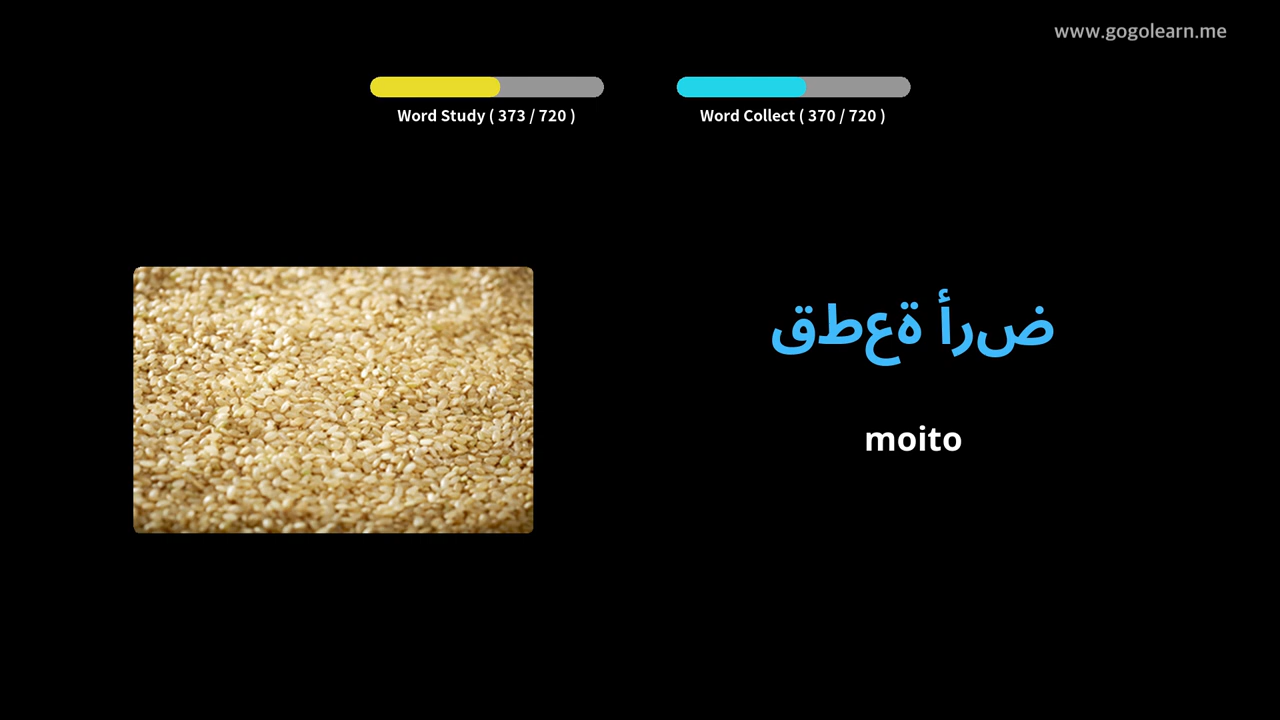 www.gogolearn.me
Word Study ( 373 / 720 )
Word Collect ( 370 / 720 )
قطعة أرض
moito